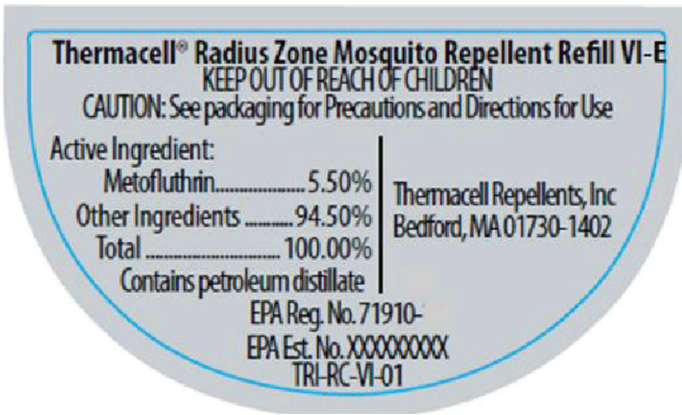 Thermacell® Radius Zone Mosquito Repellent Refill VI-E
KEEP OUT OF REACH OF CHILDREN
CAUTION: See packaging for Precautions and Directions for Use
Active Ingredient:
Metofluthrin....................5.50%
Other Ingredients ...........94.50%
Total ..............................100.00%
Contains petroleum distillate
Thermacell Repellents, Inc
Bedford, MA 01730-1402
EPA Reg. No. 71910-
EPA Est. No. XXXXXXXXX
TRI-RC-VI-01